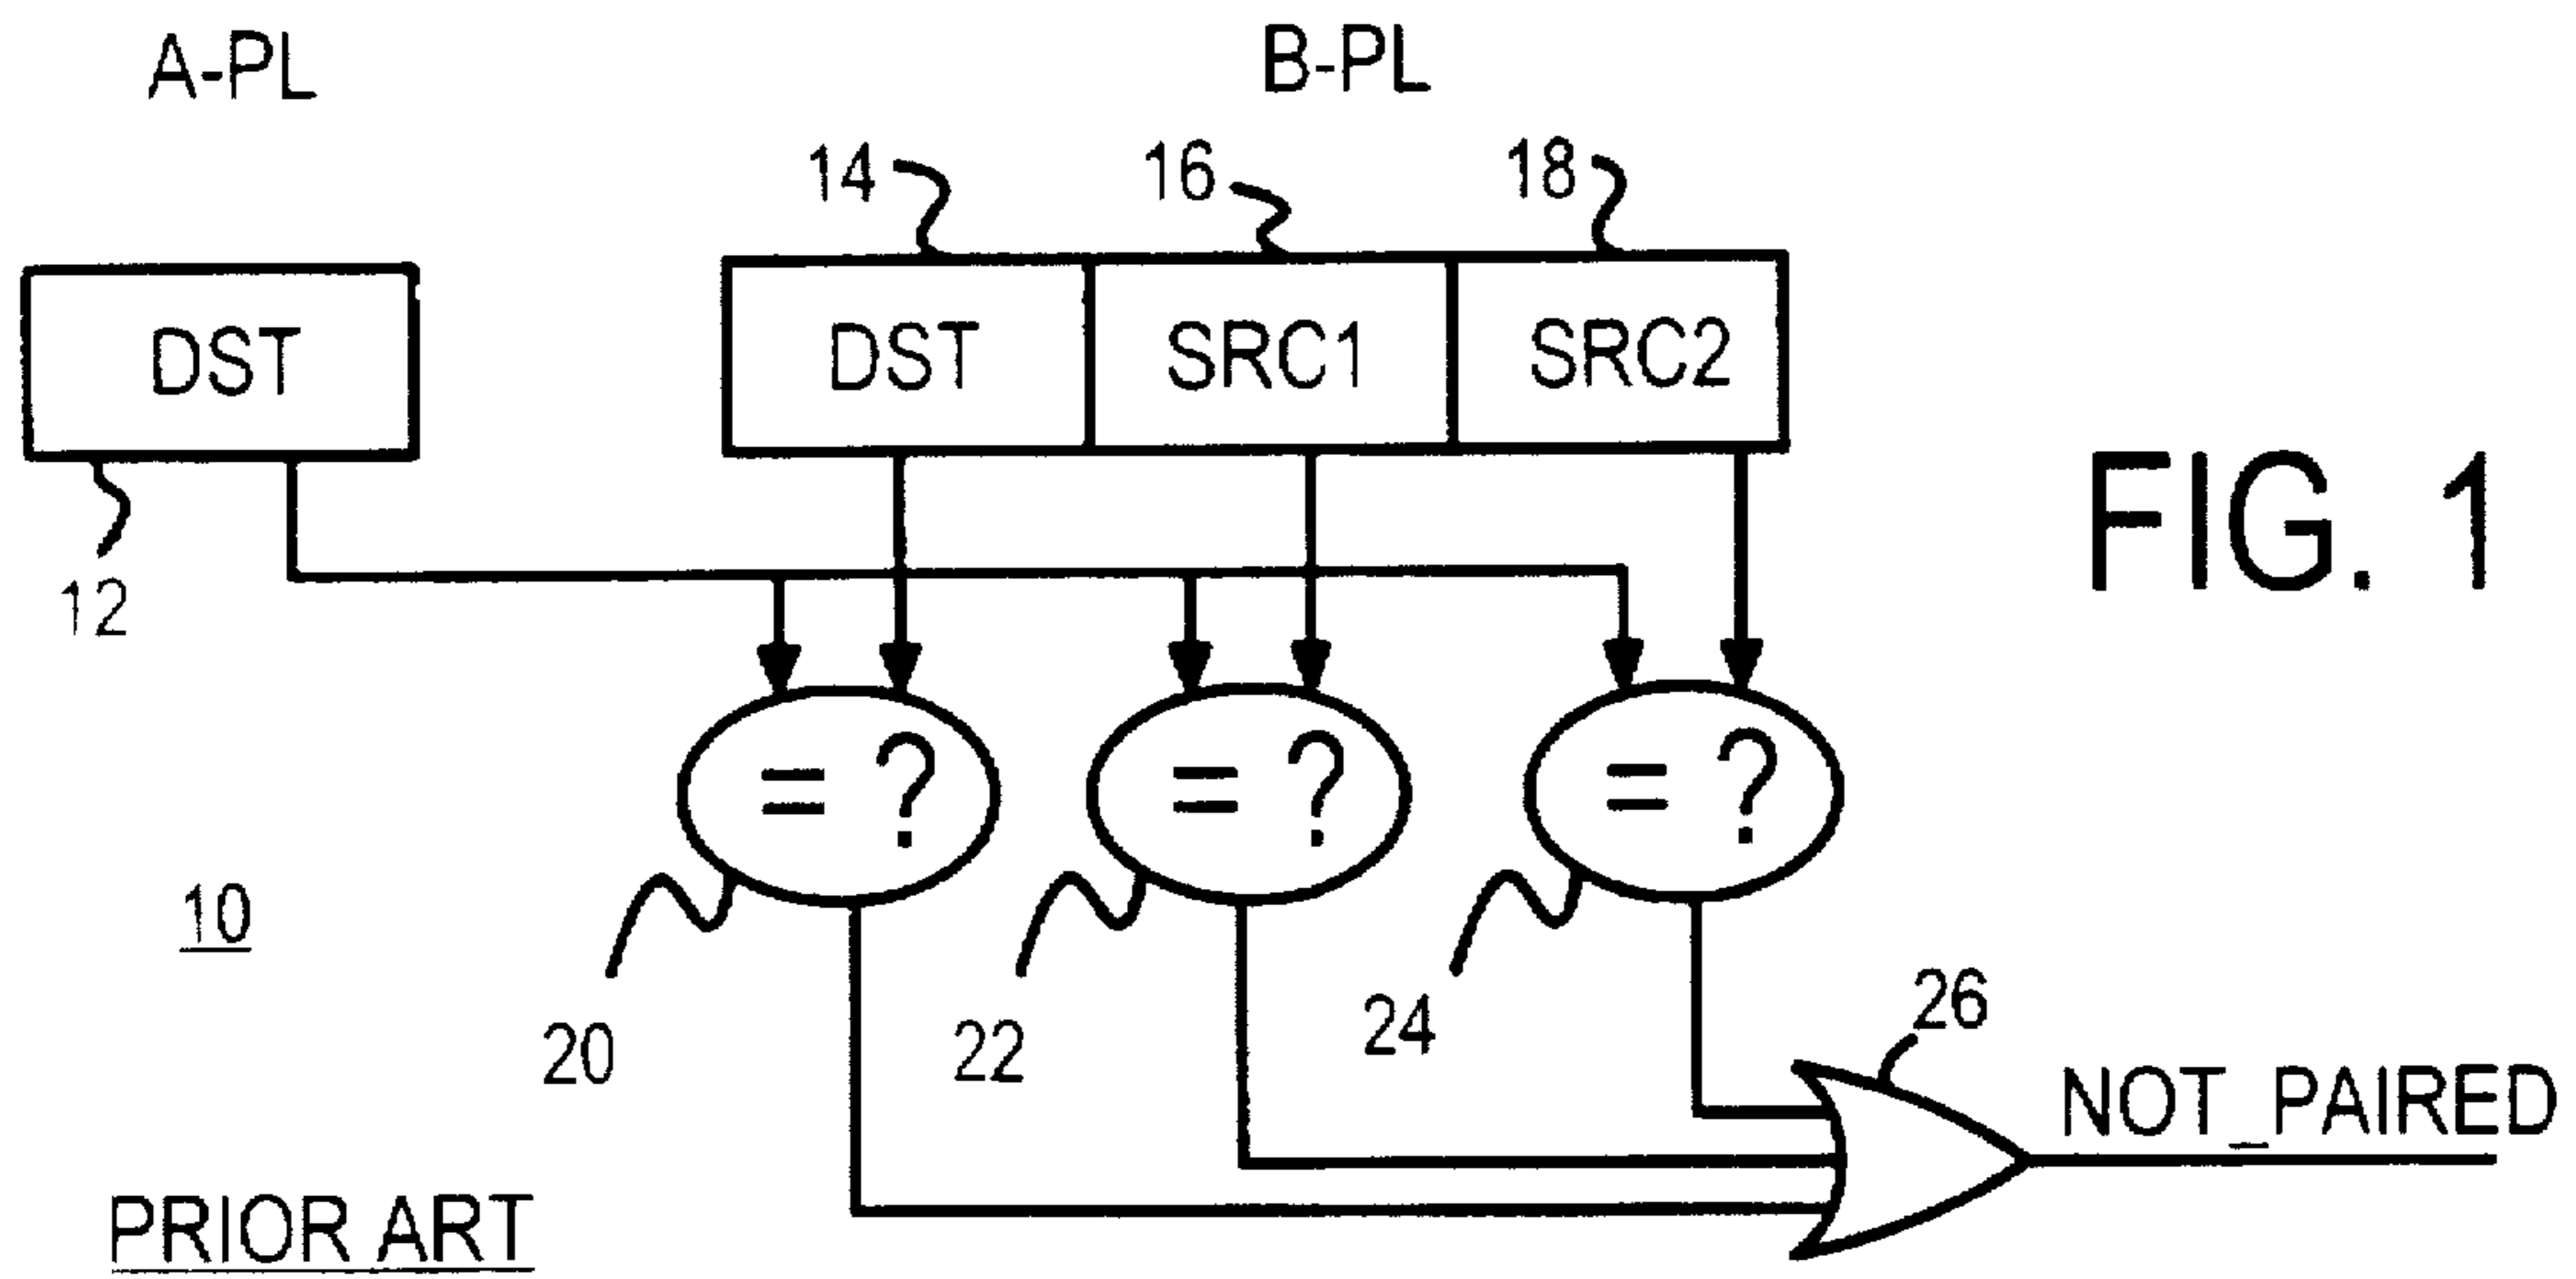 A-PL
B-PL
14
16
18
DST
DST
SRC1
SRC2
FIG. 1
12
= ?
= ?
= ?
10
20
22
24
26
NOT_PAIRED
PRIOR ART